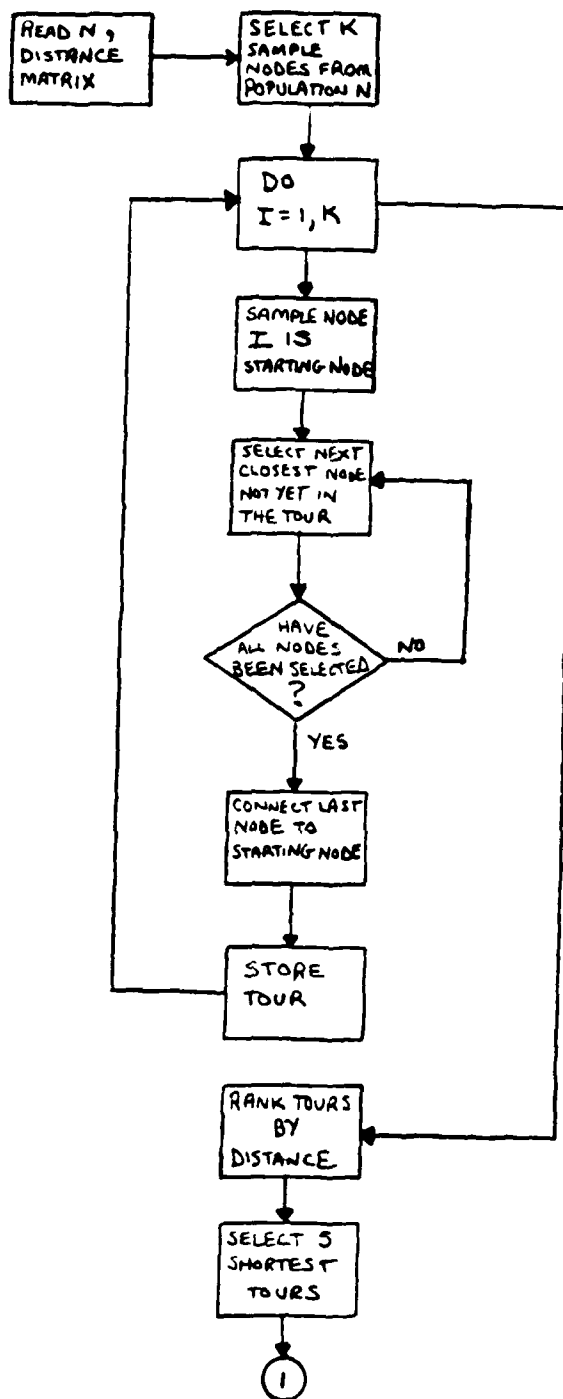 READ N,
DISTANCE
MATRIX
SELECT K
SAMPLE
NODES FROM
POPULATION N
DO
I = 1, K
SAMPLE NODE
I IS
STARTING NODE
SELECT NEXT
CLOSEST NODE
NOT YET IN
THE TOUR
HAVE
ALL NODES
BEEN SELECTED
?
NO
YES
CONNECT LAST
NODE TO
STARTING NODE
STORE
TOUR
RANK TOURS
BY
DISTANCE
SELECT 5
SHORTEST
TOURS
1